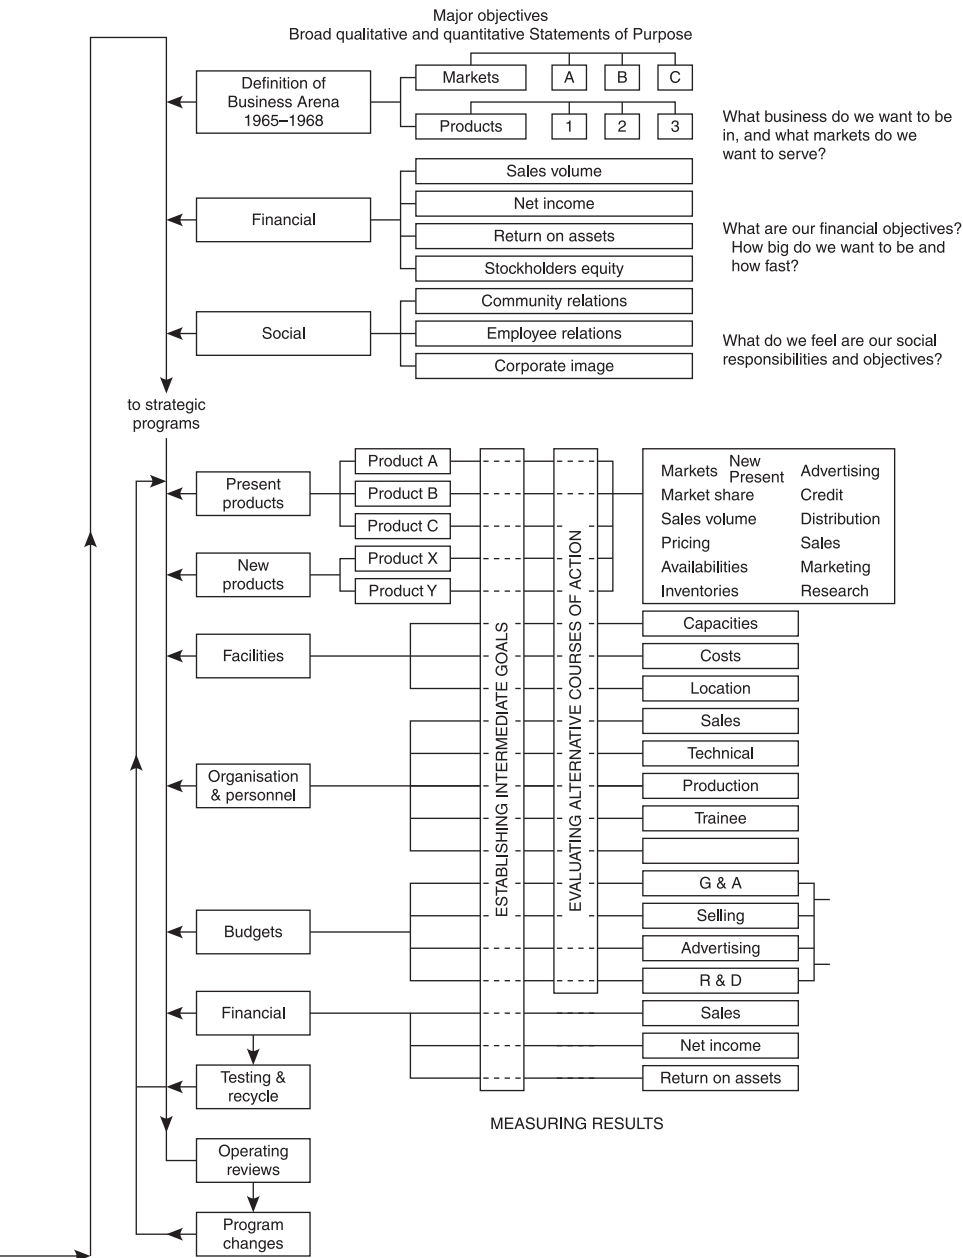 Major objectives
Broad qualitative and quantitative Statements of Purpose
Definition of
Business Arena
1965–1968
Markets
A
B
C
Products
1
2
3
What business do we want to be
in, and what markets do we
want to serve?
Financial
Sales volume
Net income
Return on assets
Stockholders equity
What are our financial objectives?
How big do we want to be and
how fast?
Social
Community relations
Employee relations
Corporate image
What do we feel are our social
responsibilities and objectives?
to strategic
programs
Present
products
Product A
Product B
Product C
New
products
Product X
Product Y
ESTABLISHING INTERMEDIATE GOALS
EVALUATING ALTERNATIVE COURSES OF ACTION
Markets New Present Advertising
Market share Credit
Sales volume Distribution
Pricing Sales
Availabilities Marketing
Inventories Research
Facilities
Capacities
Costs
Location
Organisation
& personnel
Sales
Technical
Production
Trainee
Budgets
G & A
Selling
Advertising
R & D
Financial
Sales
Net income
Return on assets
Testing &
recycle
MEASURING RESULTS
Operating
reviews
Program
changes